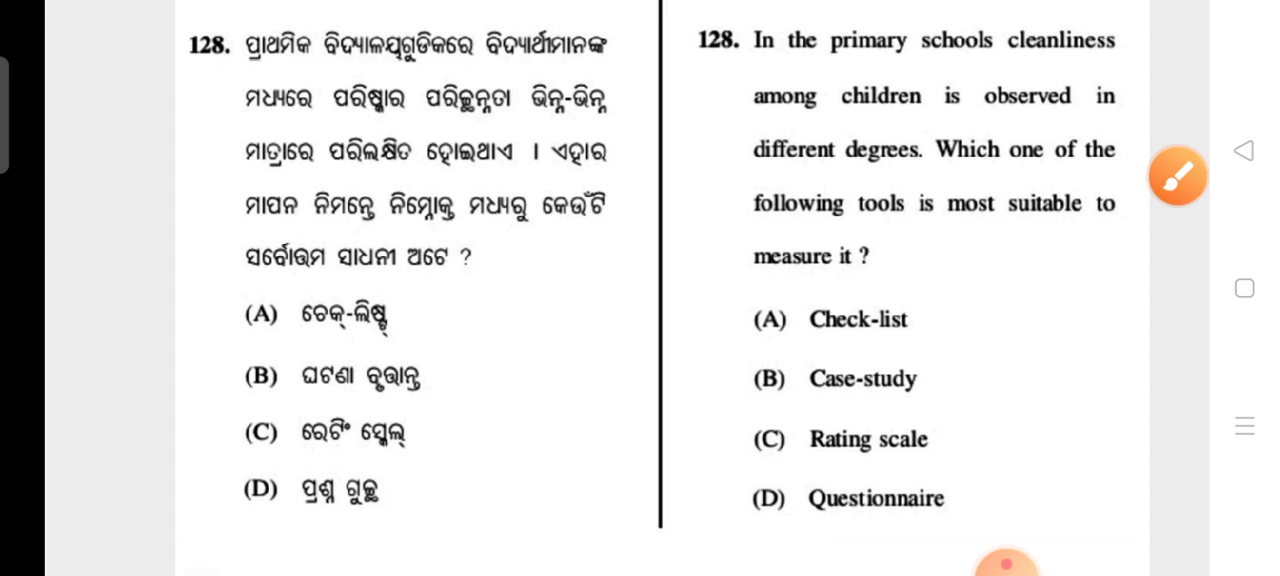 128. ପ୍ରାଥମିକ ବିଦ୍ୟାଳୟଗୁଡିକରେ ବିଦ୍ୟାର୍ଥୀମାନଙ୍କ
ମଧ୍ୟରେ ପରିଷ୍କାର ପରିଚ୍ଛନ୍ନତା ଭିନ୍ନ-ଭିନ୍ନ
ମାତ୍ରାରେ ପରିଲକ୍ଷିତ ହୋଇଥାଏ । ଏହାର
ମାପନ ନିମନ୍ତେ ନିମ୍ନୋକ୍ତ ମଧ୍ୟରୁ କେଉଁଟି
ସର୍ବୋତ୍ତମ ସାଧନୀ ଅଟେ ?
(A) ଚେକ୍-ଲିଷ୍ଟ୍
(B) ଘଟଣା ବୃତ୍ତାନ୍ତ
(C) ରେଟିଂ ସ୍କେଲ୍
(D) ପ୍ରଶ୍ନ ଗୁଚ୍ଛ
128. In the primary schools cleanliness
among children is observed in
different degrees. Which one of the
following tools is most suitable to
measure it ?
(A) Check-list
(B) Case-study
(C) Rating scale
(D) Questionnaire